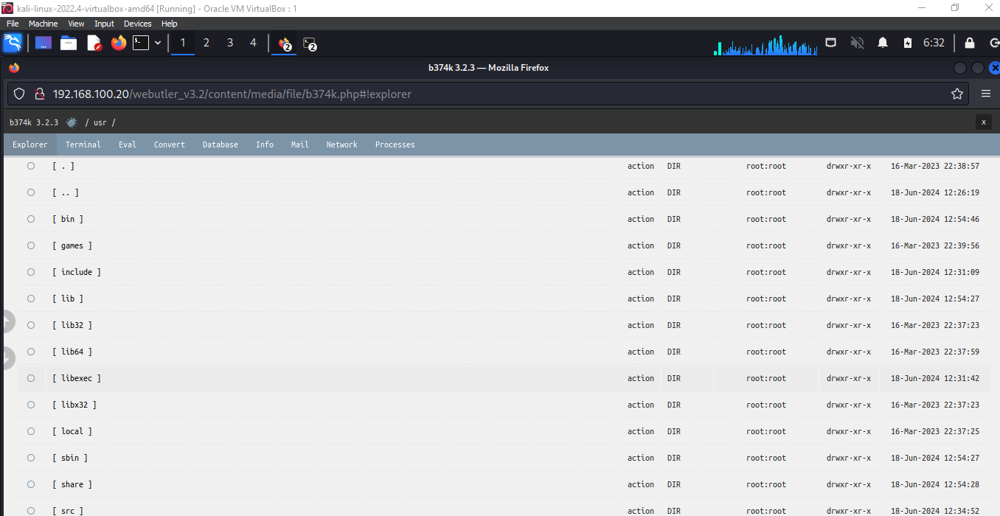 kali-linux-2022.4-virtualbox-amd64 [Running] - Oracle VM VirtualBox : 1
File Machine View Input Devices Help
1 2 3 4 2 2 6:32
b374k 3.2.3 — Mozilla Firefox
192.168.100.20/webutler_v3.2/content/media/file/b374k.php#!explorer
b374k 3.2.3 / usr / x
Explorer Terminal Eval Convert Database Info Mail Network Processes
[ . ] action DIR root:root drwxr-xr-x 16-Mar-2023 22:38:57
[ .. ] action DIR root:root drwxr-xr-x 18-Jun-2024 12:26:19
[ bin ] action DIR root:root drwxr-xr-x 18-Jun-2024 12:54:46
[ games ] action DIR root:root drwxr-xr-x 16-Mar-2023 22:39:56
[ include ] action DIR root:root drwxr-xr-x 18-Jun-2024 12:31:09
[ lib ] action DIR root:root drwxr-xr-x 18-Jun-2024 12:54:27
[ lib32 ] action DIR root:root drwxr-xr-x 16-Mar-2023 22:37:23
[ lib64 ] action DIR root:root drwxr-xr-x 16-Mar-2023 22:37:59
[ libexec ] action DIR root:root drwxr-xr-x 18-Jun-2024 12:31:42
[ libx32 ] action DIR root:root drwxr-xr-x 16-Mar-2023 22:37:23
[ local ] action DIR root:root drwxr-xr-x 16-Mar-2023 22:37:25
[ sbin ] action DIR root:root drwxr-xr-x 18-Jun-2024 12:54:27
[ share ] action DIR root:root drwxr-xr-x 18-Jun-2024 12:54:28
[ src ] action DIR root:root drwxr-xr-x 18-Jun-2024 12:34:52